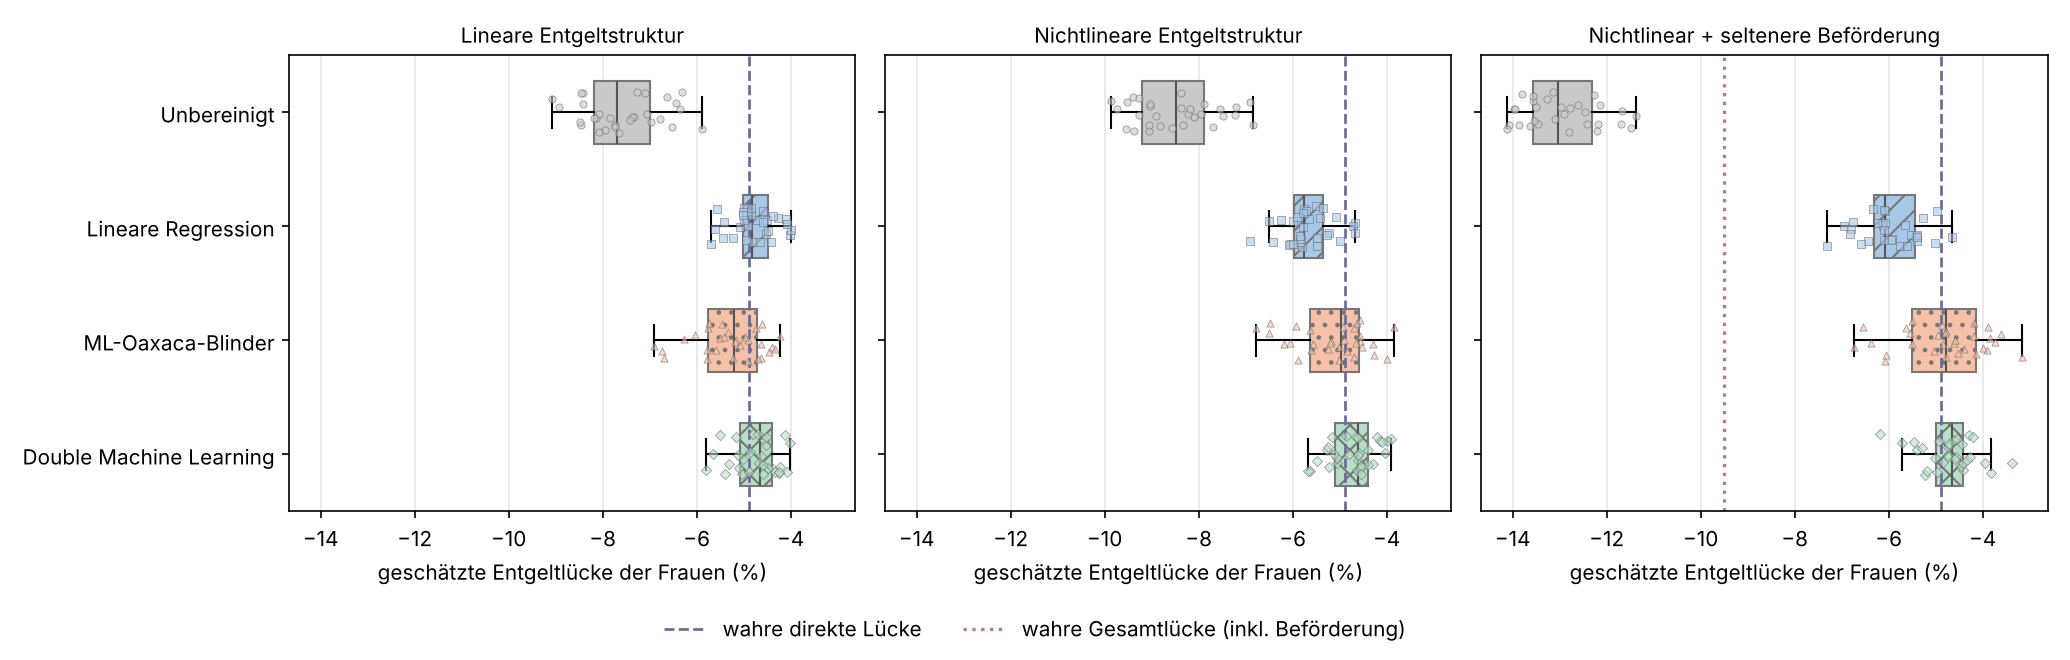 Lineare Entgeltstruktur
Nichtlineare Entgeltstruktur
Nichtlinear + seltenere Beförderung
Unbereinigt
Lineare Regression
ML-Oaxaca-Blinder
Double Machine Learning
−14 −12 −10 −8 −6 −4
−14 −12 −10 −8 −6 −4
−14 −12 −10 −8 −6 −4
geschätzte Entgeltlücke der Frauen (%)
geschätzte Entgeltlücke der Frauen (%)
geschätzte Entgeltlücke der Frauen (%)
wahre direkte Lücke
wahre Gesamtlücke (inkl. Beförderung)